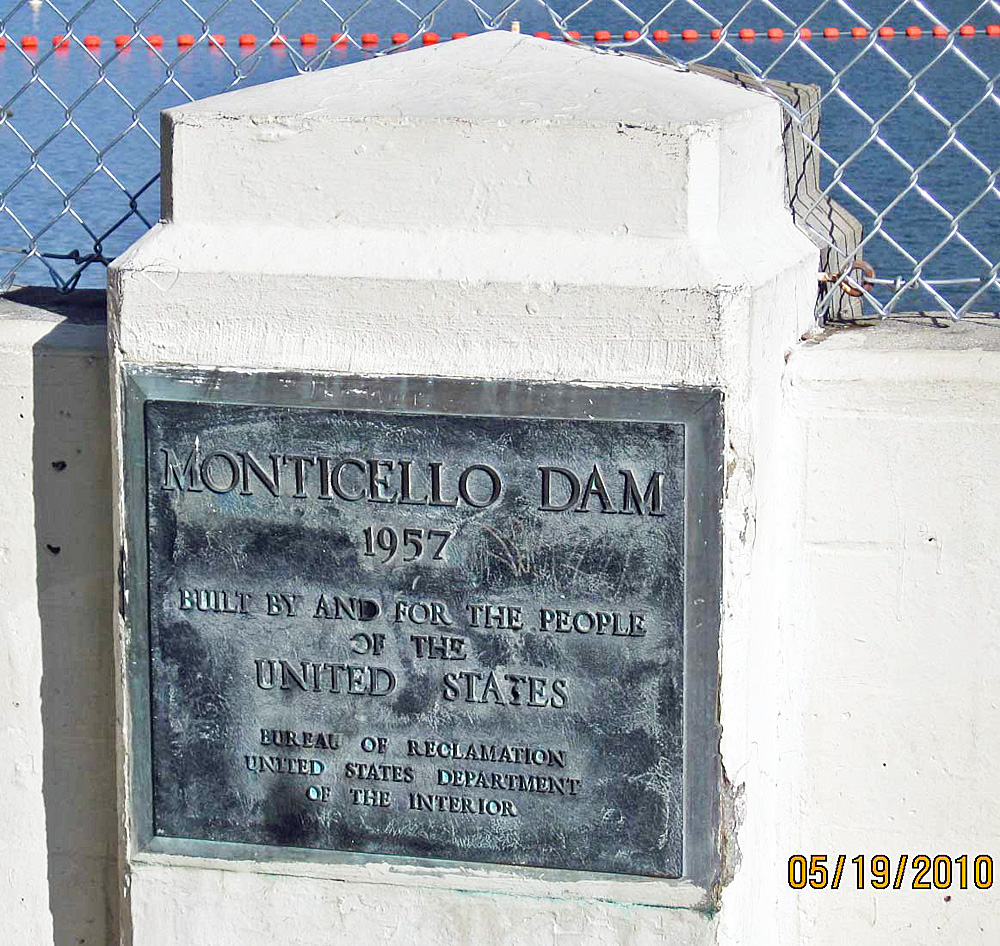 MONTICELLO DAM
1957
BUILT BY AND FOR THE PEOPLE
OF THE
UNITED STATES
BUREAU OF RECLAMATION
UNITED STATES DEPARTMENT
OF THE INTERIOR
05/19/2010